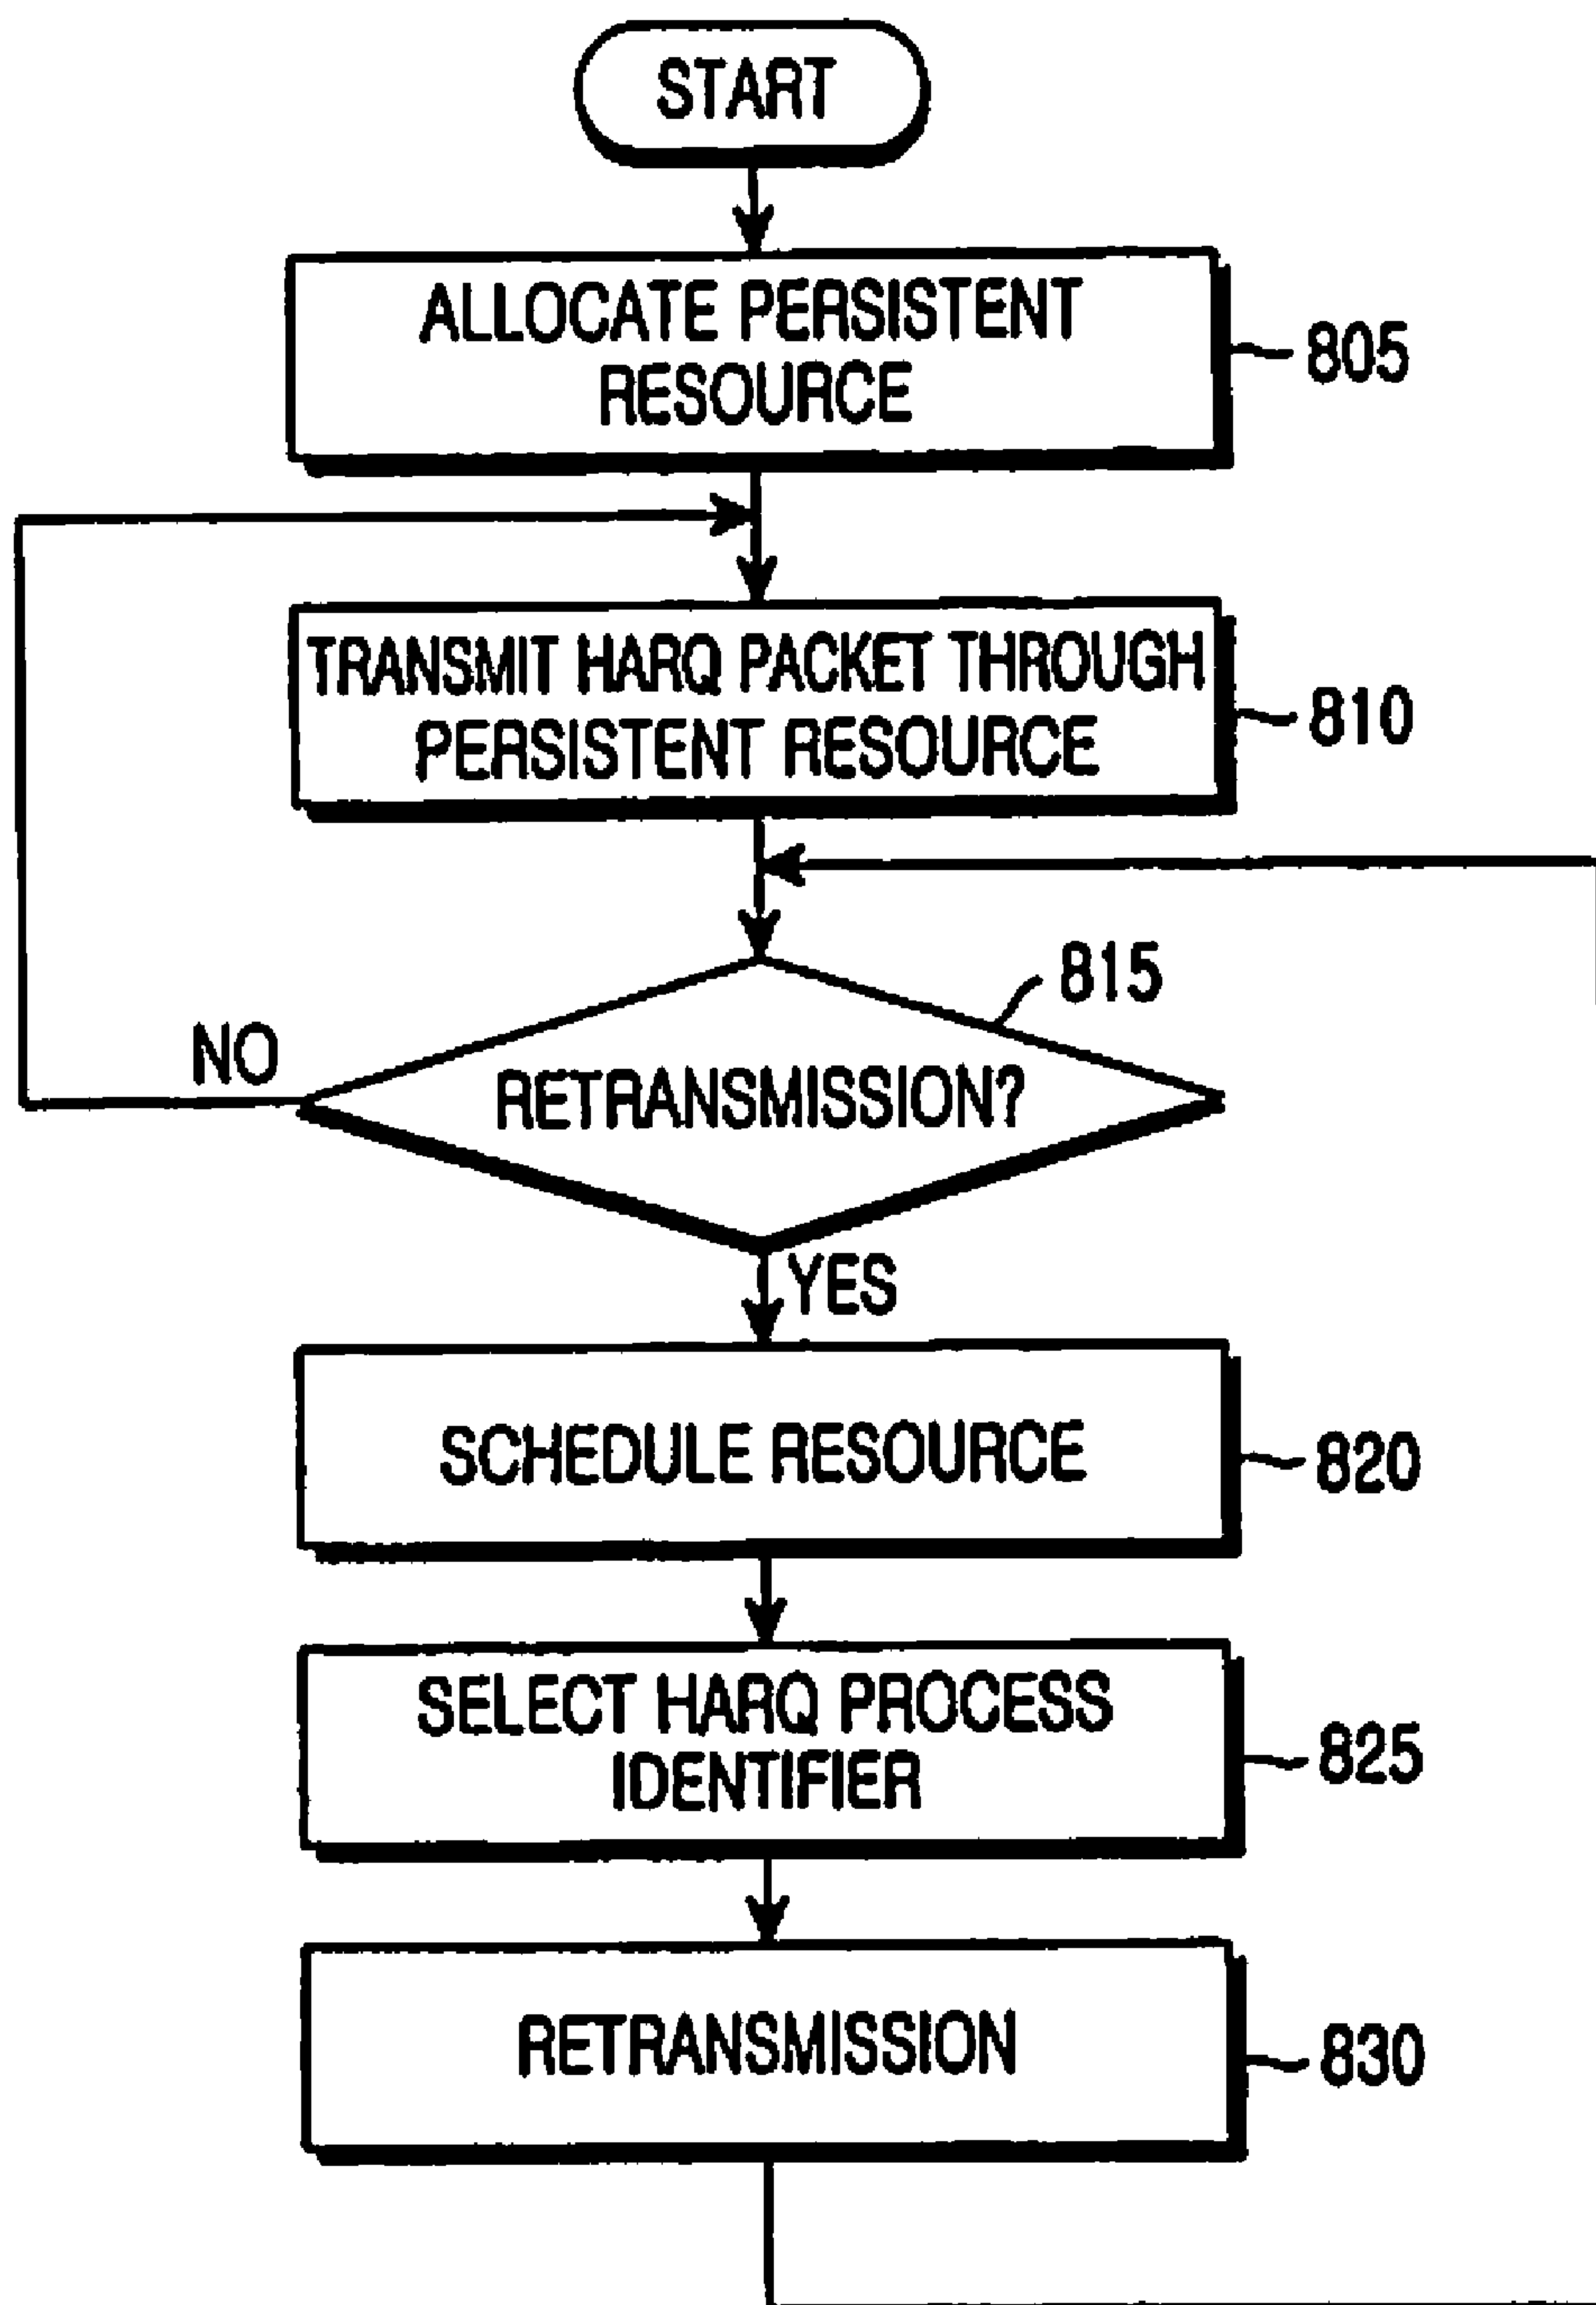 START
ALLOCATE PERSISTENT
RESOURCE
805
TRANSMIT HARQ PACKET THROUGH
PERSISTENT RESOURCE
810
815
NO
RETRANSMISSION?
YES
SCHEDULE RESOURCE
820
SELECT HARQ PROCESS
IDENTIFIER
825
RETRANSMISSION
830